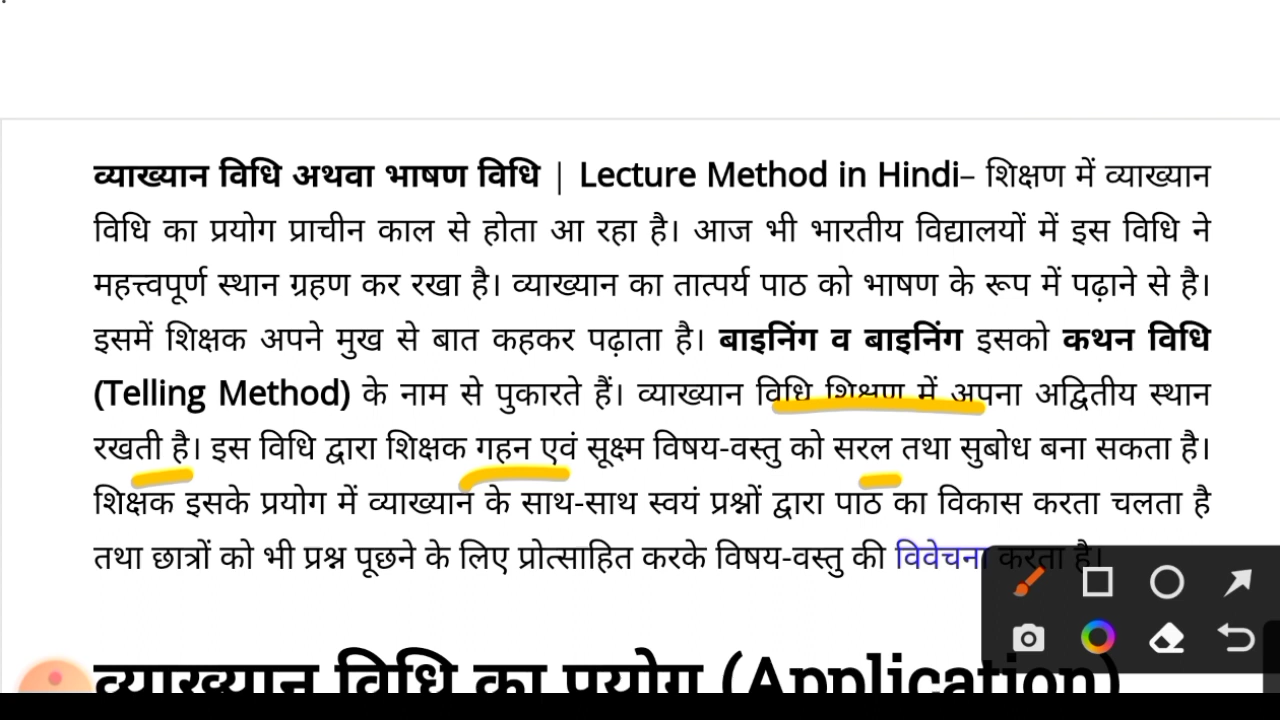 व्याख्यान विधि अथवा भाषण विधि | Lecture Method in Hindi– शिक्षण में व्याख्यान
विधि का प्रयोग प्राचीन काल से होता आ रहा है। आज भी भारतीय विद्यालयों में इस विधि ने
महत्त्वपूर्ण स्थान ग्रहण कर रखा है। व्याख्यान का तात्पर्य पाठ को भाषण के रूप में पढ़ाने से है।
इसमें शिक्षक अपने मुख से बात कहकर पढ़ाता है। बाइनिंग व बाइनिंग इसको कथन विधि
(Telling Method) के नाम से पुकारते हैं। व्याख्यान विधि शिक्षण में अपना अद्वितीय स्थान
रखती है। इस विधि द्वारा शिक्षक गहन एवं सूक्ष्म विषय-वस्तु को सरल तथा सुबोध बना सकता है।
शिक्षक इसके प्रयोग में व्याख्यान के साथ-साथ स्वयं प्रश्नों द्वारा पाठ का विकास करता चलता है
तथा छात्रों को भी प्रश्न पूछने के लिए प्रोत्साहित करके विषय-वस्तु की विवेचना करता है।
व्याख्यान विधि का प्रयोग (Application)